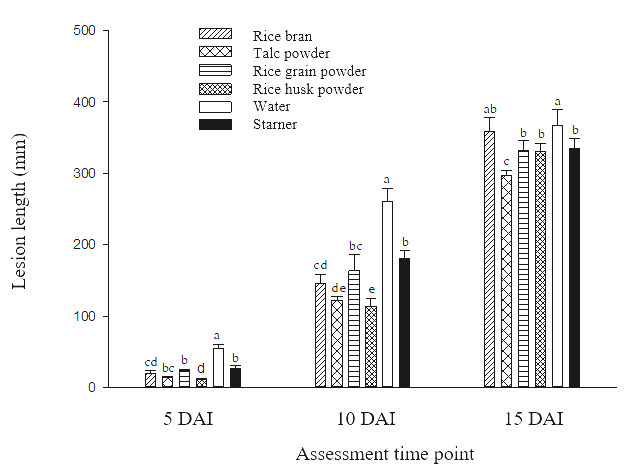 500
400
300
200
100
0
Lesion length (mm)
Rice bran
Talc powder
Rice grain powder
Rice husk powder
Water
Starner
cd bc b d a b
cd de bc e a b
ab c b b a b
5 DAI 10 DAI 15 DAI
Assessment time point